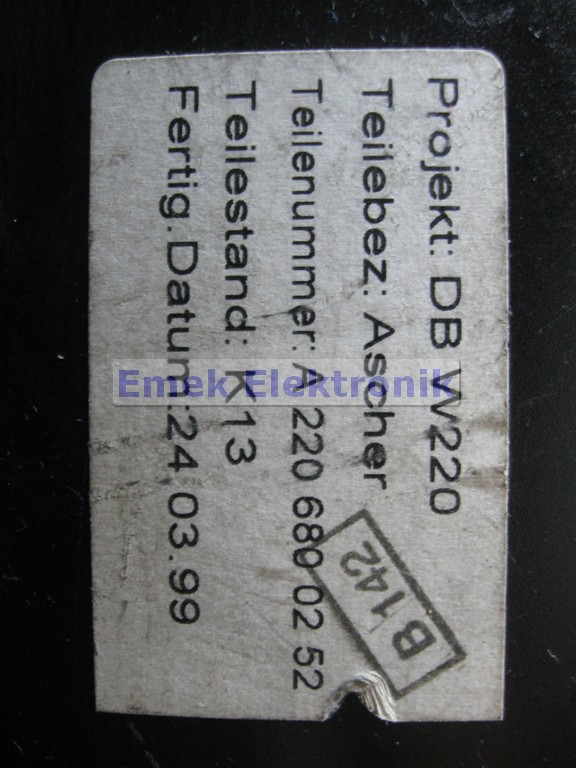 Projekt: DB W220
Teilebez: Ascher
Teilenummer: A 220 680 02 52
Teilestand: K13
Fertig.Datum:24 03.99
B 142
Emek Elektronik